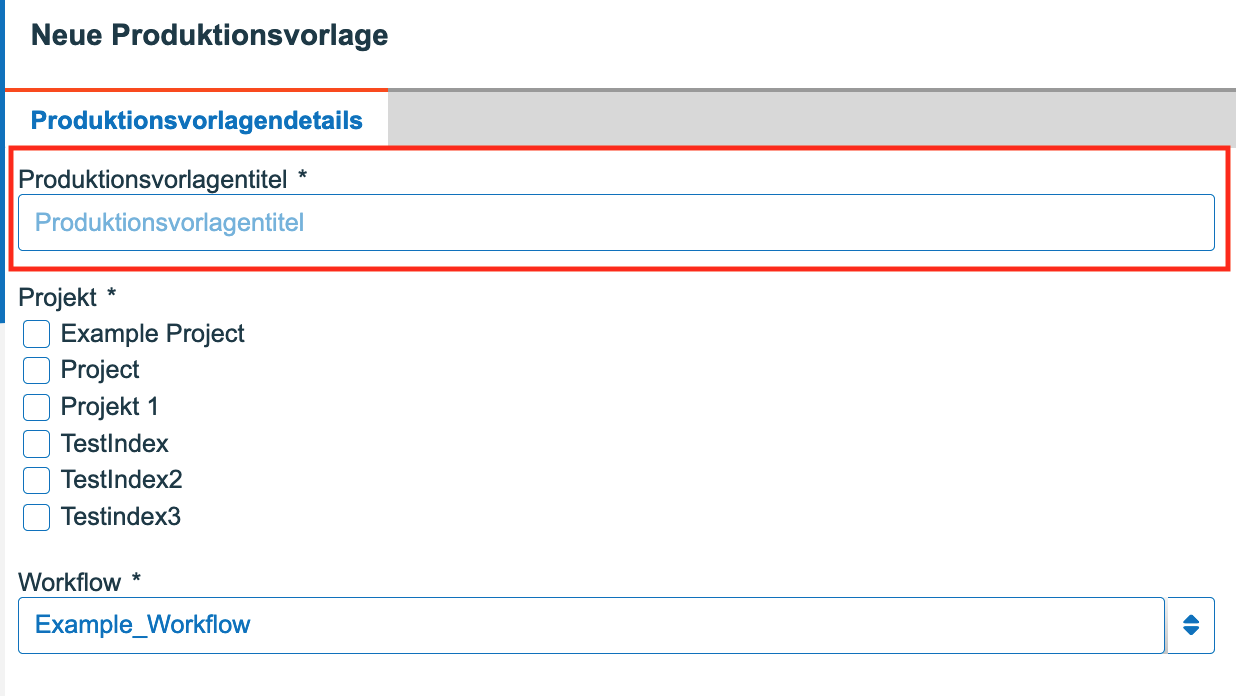 Neue Produktionsvorlage
Produktionsvorlagendetails
Produktionsvorlagentitel *
Produktionsvorlagentitel
Projekt *
Example Project
Project
Projekt 1
TestIndex
TestIndex2
Testindex3
Workflow *
Example_Workflow